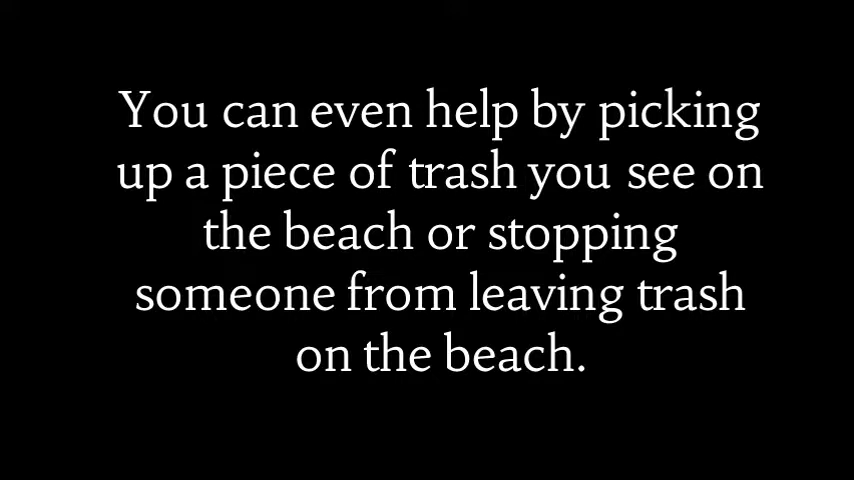 You can even help by picking
up a piece of trash you see on
the beach or stopping
someone from leaving trash
on the beach.